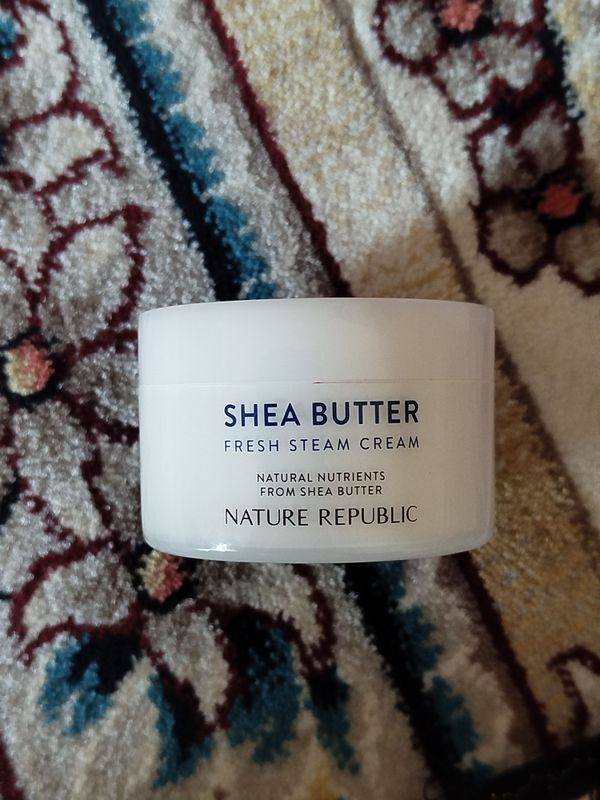 SHEA BUTTER
FRESH STEAM CREAM
NATURAL NUTRIENTS
FROM SHEA BUTTER
NATURE REPUBLIC